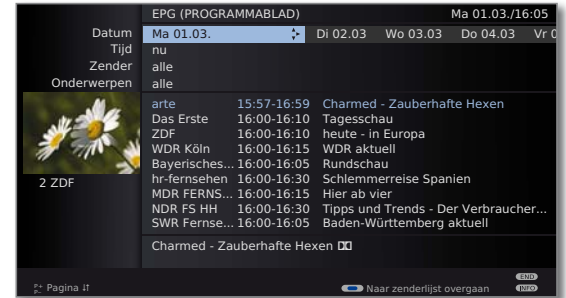 EPG (PROGRAMMABLAD) Ma 01.03./16:05
Datum Ma 01.03. Di 02.03 Wo 03.03 Do 04.03 Vr 0
Tijd nu
Zender alle
Onderwerpen alle
arte 15:57-16:59 Charmed - Zauberhafte Hexen
Das Erste 16:00-16:10 Tagesschau
ZDF 16:00-16:10 heute - in Europa
WDR Köln 16:00-16:15 WDR aktuell
Bayerisches... 16:00-16:05 Rundschau
hr-fernsehen 16:00-16:30 Schlemmerreise Spanien
MDR FERNS... 16:00-16:15 Hier ab vier
NDR FS HH 16:00-16:30 Tipps und Trends - Der Verbraucher...
SWR Fernse... 16:00-16:05 Baden-Württemberg aktuell
2 ZDF
Charmed - Zauberhafte Hexen
END
P+ P- Pagina Naar zenderlijst overgaan INFO